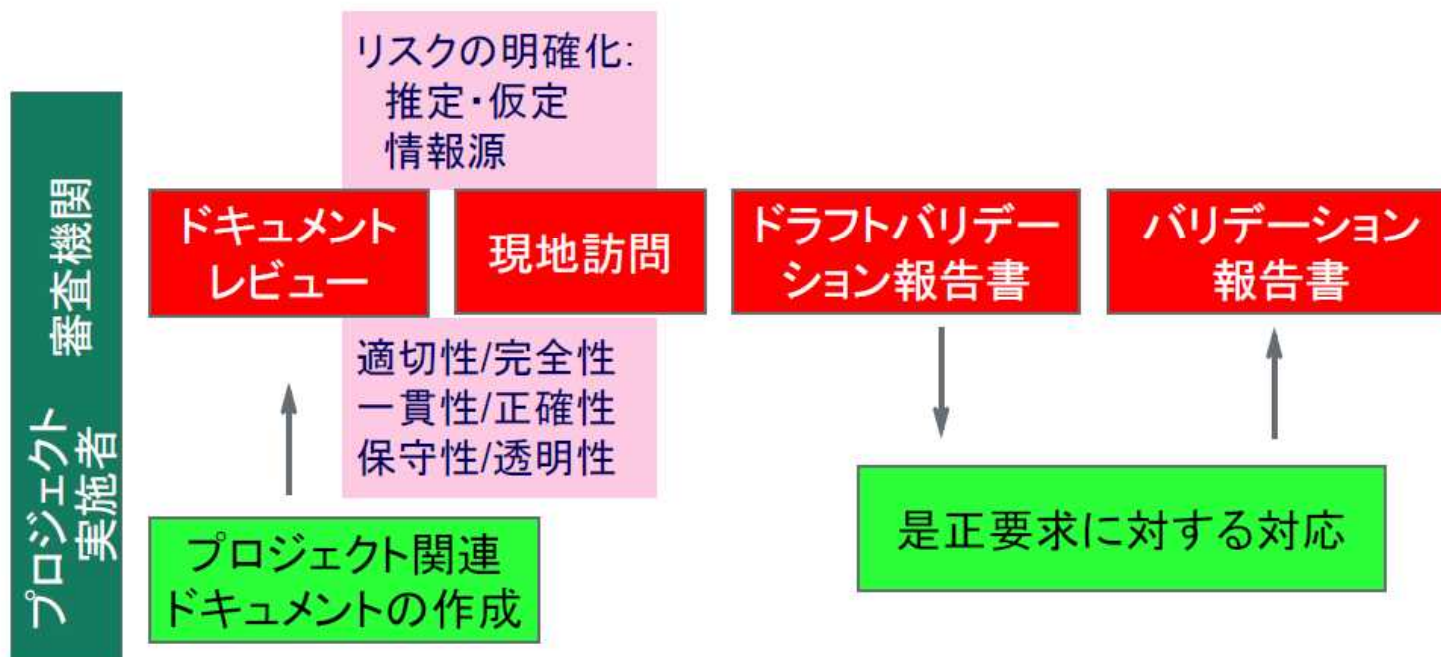 審査機関
プロジェクト
実施者
リスクの明確化:
推定・仮定
情報源
ドキュメント
レビュー
現地訪問
ドラフトバリデー
ション報告書
バリデーション
報告書
適切性/完全性
一貫性/正確性
保守性/透明性
プロジェクト関連
ドキュメントの作成
是正要求に対する対応